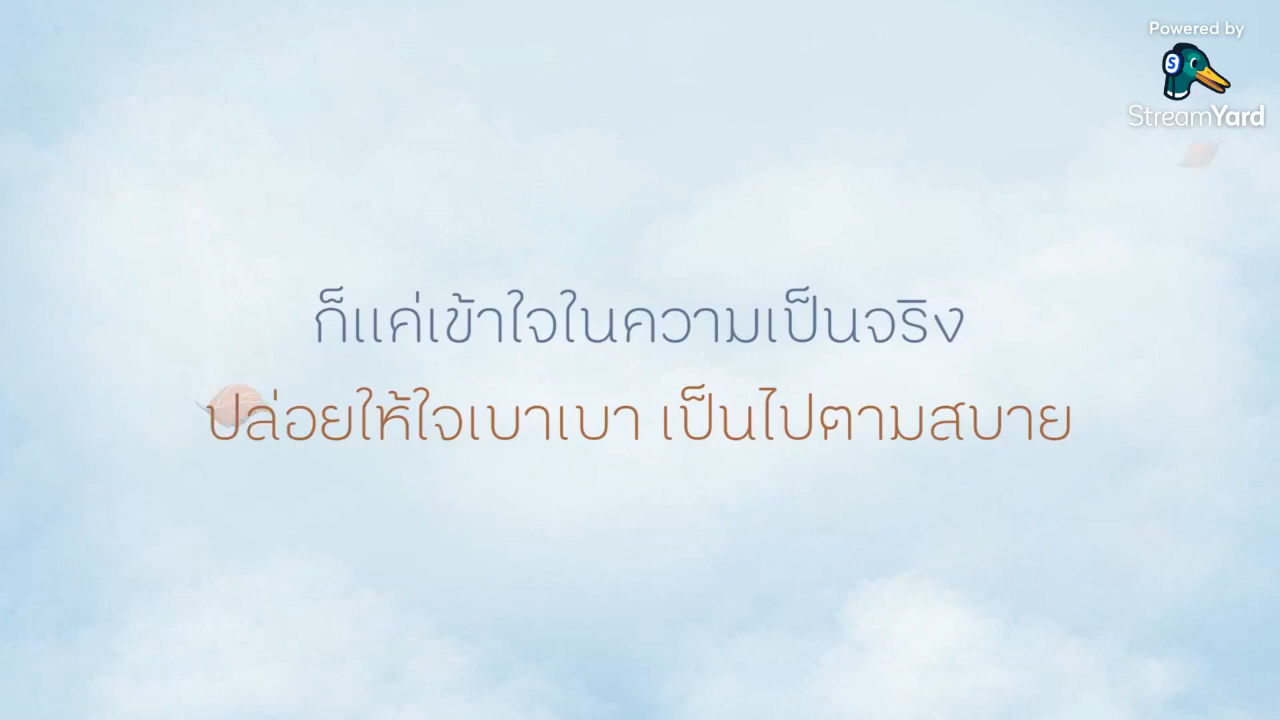 Powered by
S
StreamYard
ก็แค่เข้าใจในความเป็นจริง
ปล่อยให้ใจเบาเบา เป็นไปตามสบาย